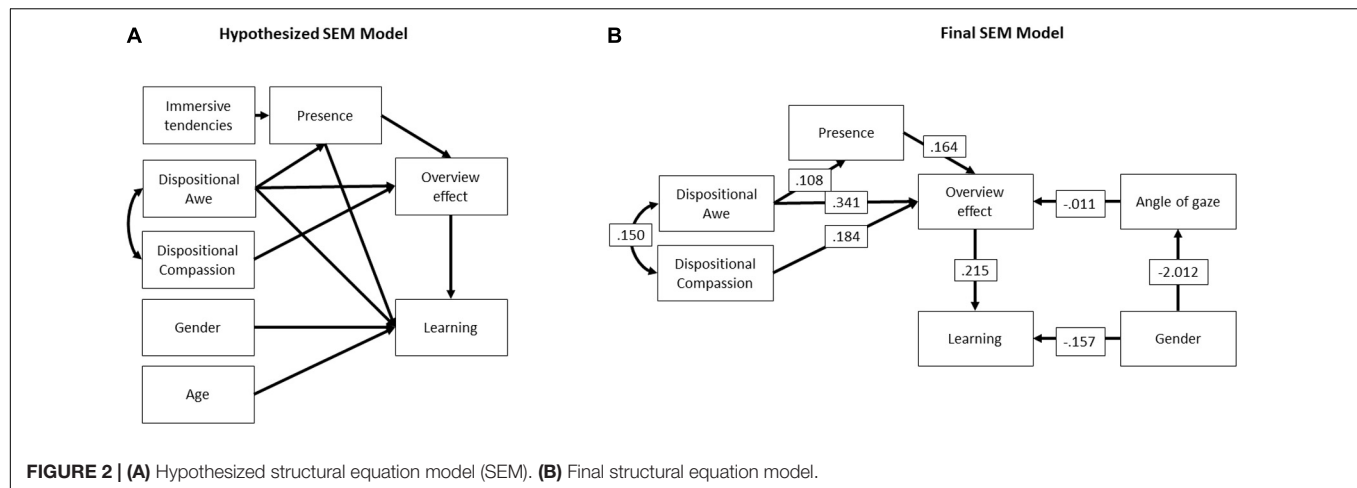 A
Hypothesized SEM Model
Immersive
tendencies
Presence
Dispositional
Awe
Overview
effect
Dispositional
Compassion
Gender
Learning
Age
B
Final SEM Model
Presence
.164
.108
Dispositional
Awe
.341
Overview
effect
-.011
Angle of gaze
.150
.184
Dispositional
Compassion
.215
-2.012
Learning
-.157
Gender
FIGURE 2 | (A) Hypothesized structural equation model (SEM). (B) Final structural equation model.